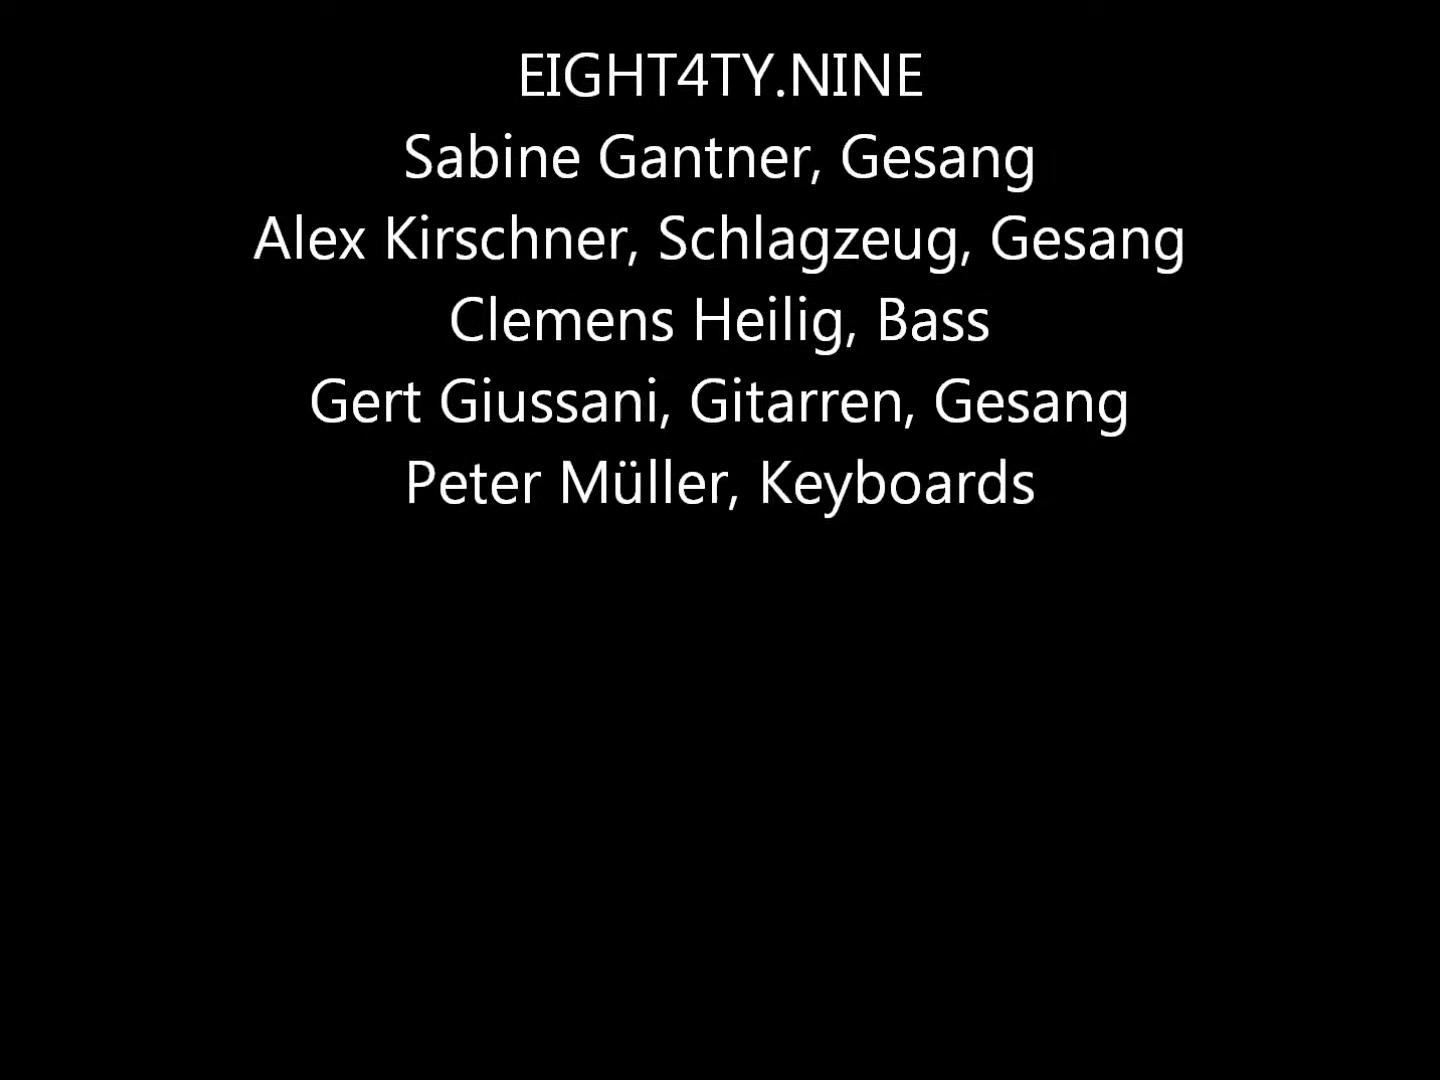 EIGHT4TY.NINE
Sabine Gantner, Gesang
Alex Kirschner, Schlagzeug, Gesang
Clemens Heilig, Bass
Gert Giussani, Gitarren, Gesang
Peter Müller, Keyboards